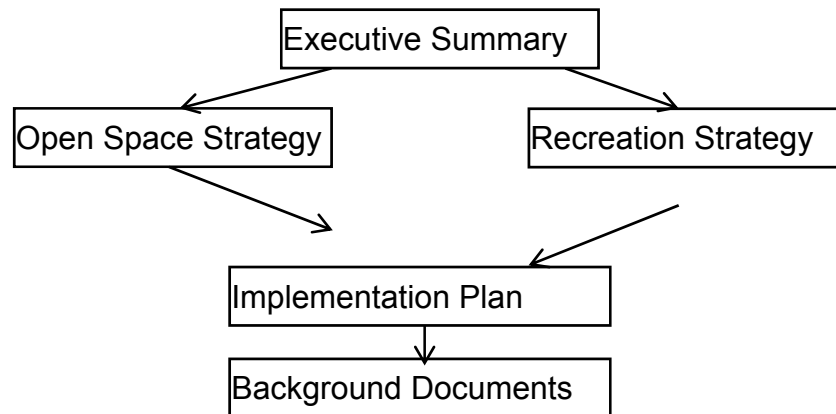 Executive Summary
Open Space Strategy
Recreation Strategy
Implementation Plan
Background Documents